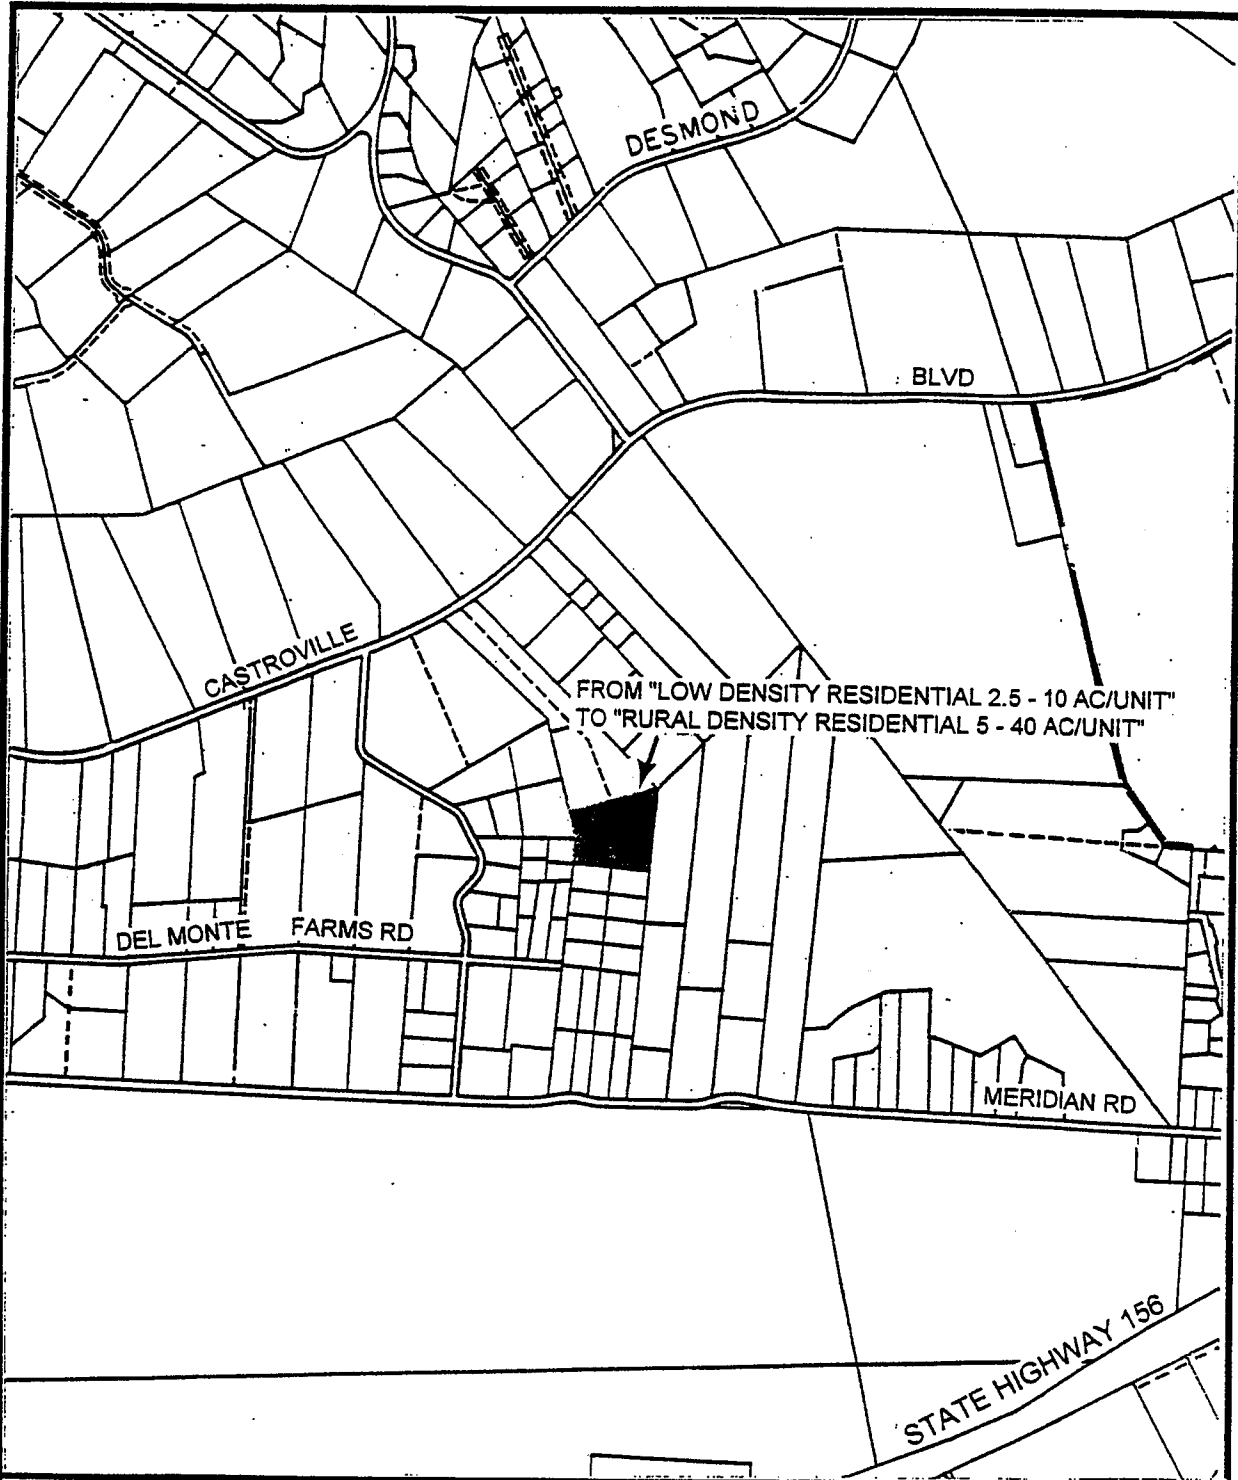 DESMOND
BLVD
CASTROVILLE
FROM "LOW DENSITY RESIDENTIAL 2.5 - 10 AC/UNIT"
TO "RURAL DENSITY RESIDENTIAL 5 - 40 AC/UNIT"
DEL MONTE FARMS RD
MERIDIAN RD
STATE HIGHWAY 156